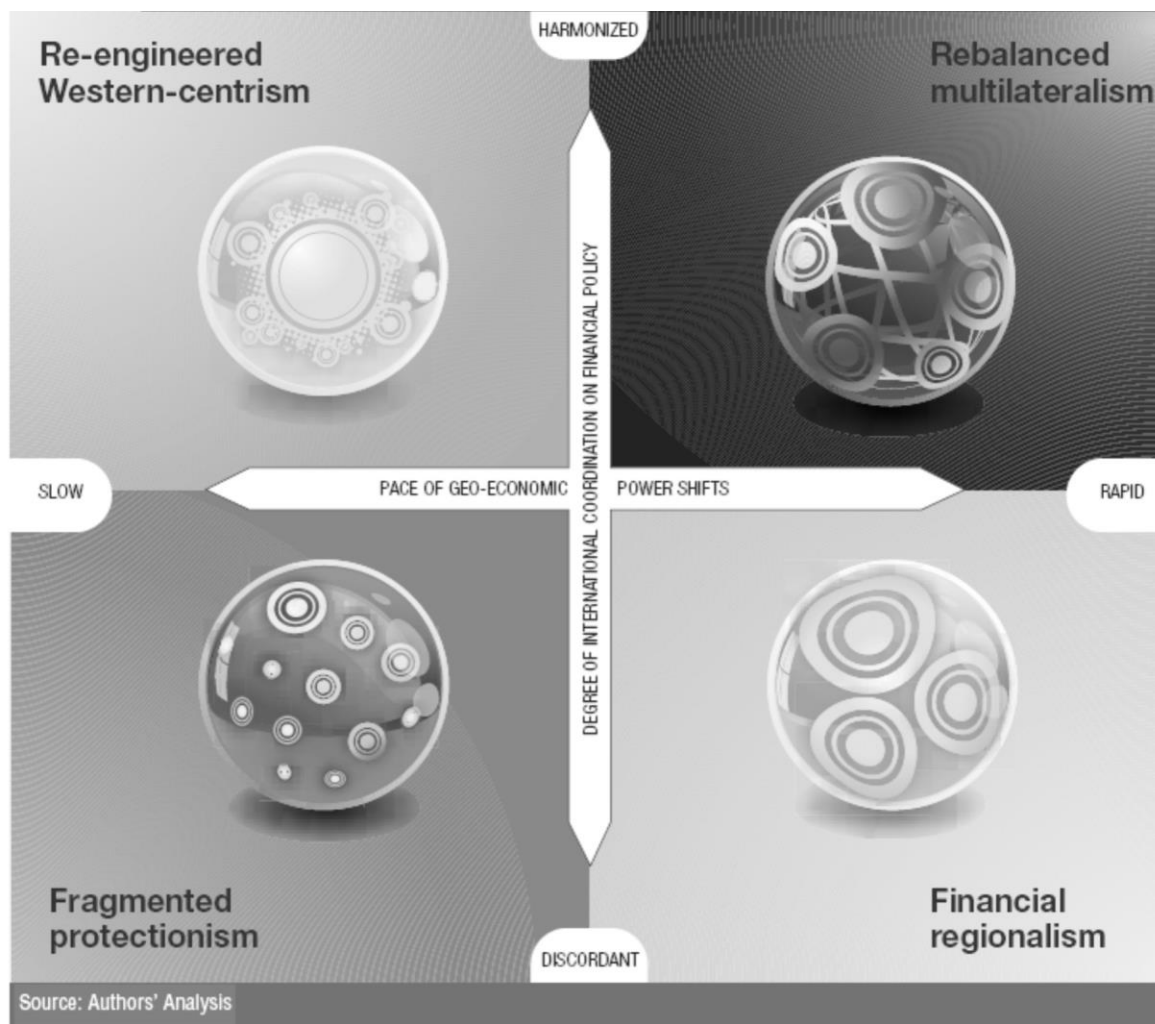 HARMONIZED
Re-engineered
Western-centrism
Rebalanced
multilateralism
DEGREE OF INTERNATIONAL COORDINATION ON FINANCIAL POLICY
SLOW
PACE OF GEO-ECONOMIC POWER SHIFTS
RAPID
Fragmented
protectionism
Financial
regionalism
DISCORDANT
Source: Authors' Analysis